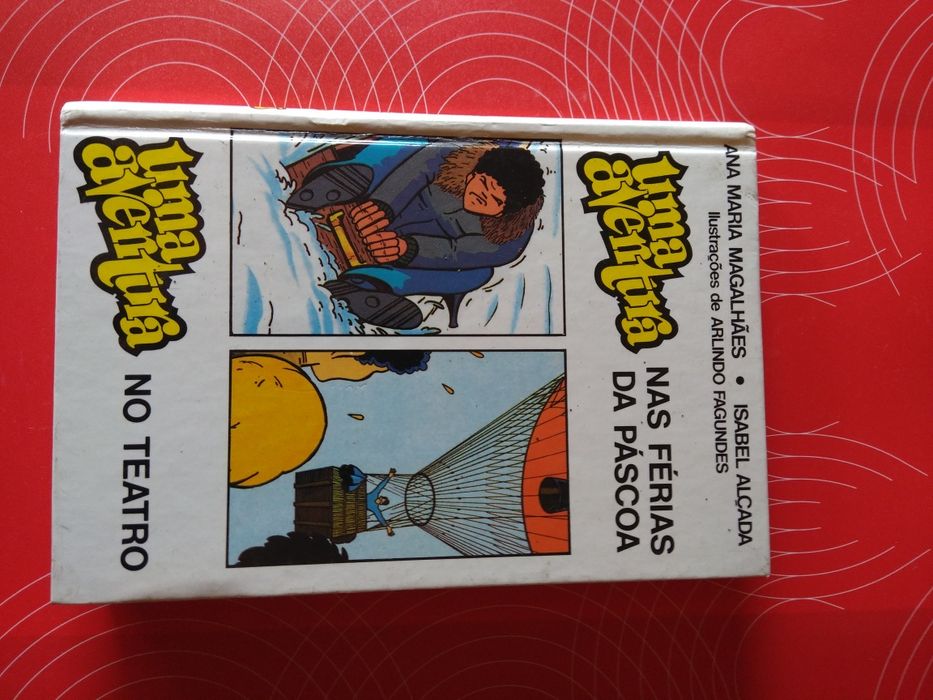 ANA MARIA MAGALHÃES • ISABEL ALÇADA
Ilustrações de ARLINDO FAGUNDES
uma
aventura
NAS FÉRIAS
DA PÁSCOA
uma
aventura
NO TEATRO